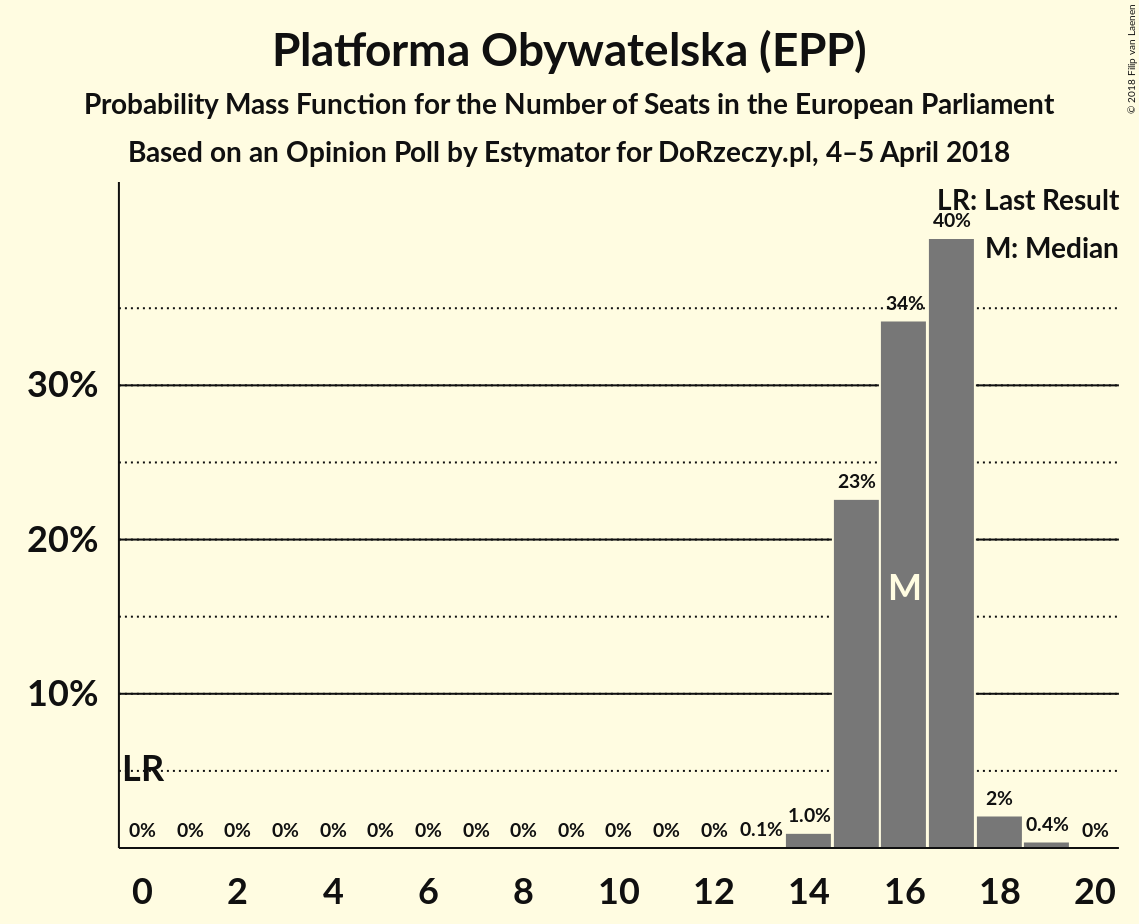 Platforma Obywatelska (EPP)
Probability Mass Function for the Number of Seats in the European Parliament
Based on an Opinion Poll by Estymator for DoRzeczy.pl, 4–5 April 2018
© 2018 Filip van Laenen
LR: Last Result
M: Median
40%
34%
30%
23%
20%
M
10%
LR
0% 0% 0% 0% 0% 0% 0% 0% 0% 0% 0% 0% 0% 0.1% 1.0% 2% 0.4% 0%
0 2 4 6 8 10 12 14 16 18 20